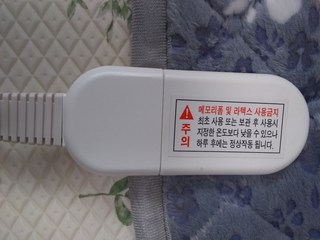 메모리폼 및 라텍스 사용금지
최초 사용 또는 보관 후 사용시
지정한 온도보다 낮을 수 있으나
하루 후에는 정상작동 됩니다.
주의